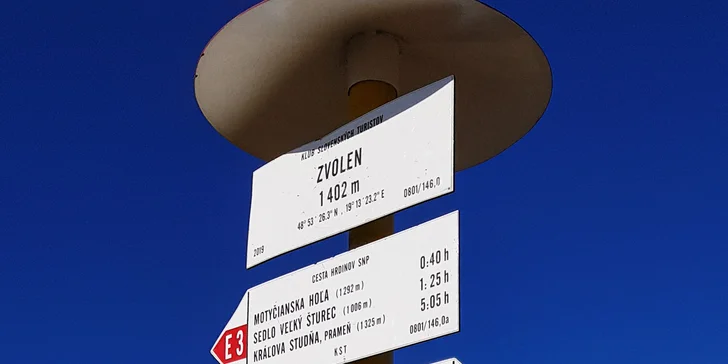 KLUB SLOVENSKÝCH TURISTOV
ZVOLEN
1402 m
48° 53´26.3" N , 19° 13´23.2" E
2019
0801/146,0
CESTA HRDINOV SNP
MOTYČIANSKA HOĽA (1292 m) 0:40 h
SEDLO VEĽKÝ ŠTUREC (1006 m) 1:25 h
KRÁĽOVA STUDŇA, PRAMEŇ (1325 m) 5:05 h
E3
KST
0801/146,0a